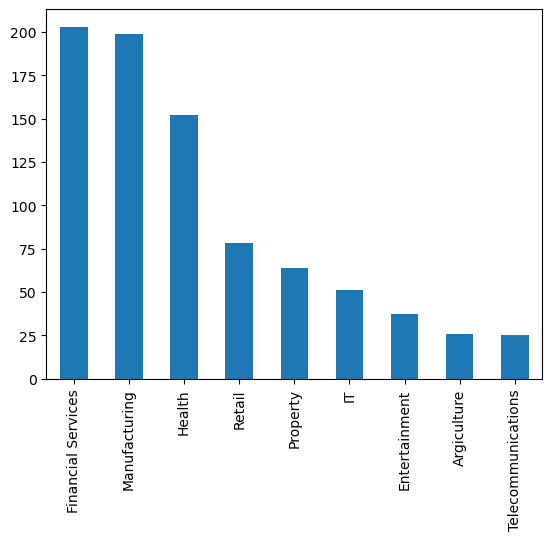 200
175
150
125
100
75
50
25
0
Financial Services
Manufacturing
Health
Retail
Property
IT
Entertainment
Argiculture
Telecommunications